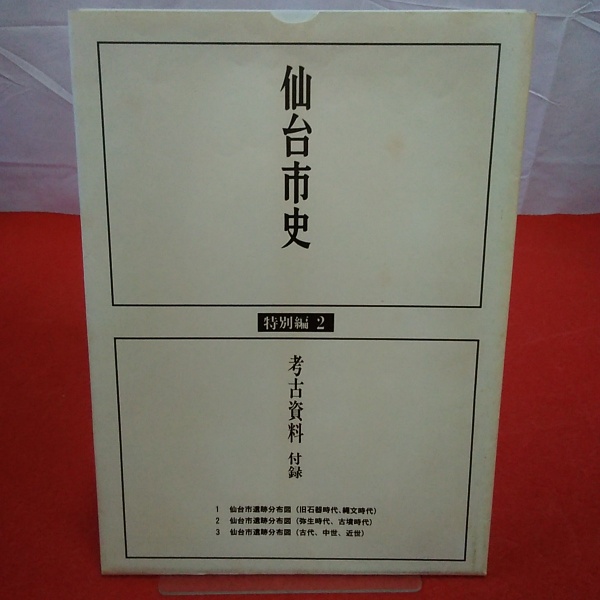 仙台市史
特別編 2
考古資料 付録
1 仙台市遺跡分布図（旧石器時代、縄文時代）
2 仙台市遺跡分布図（弥生時代、古墳時代）
3 仙台市遺跡分布図（古代、中世、近世）